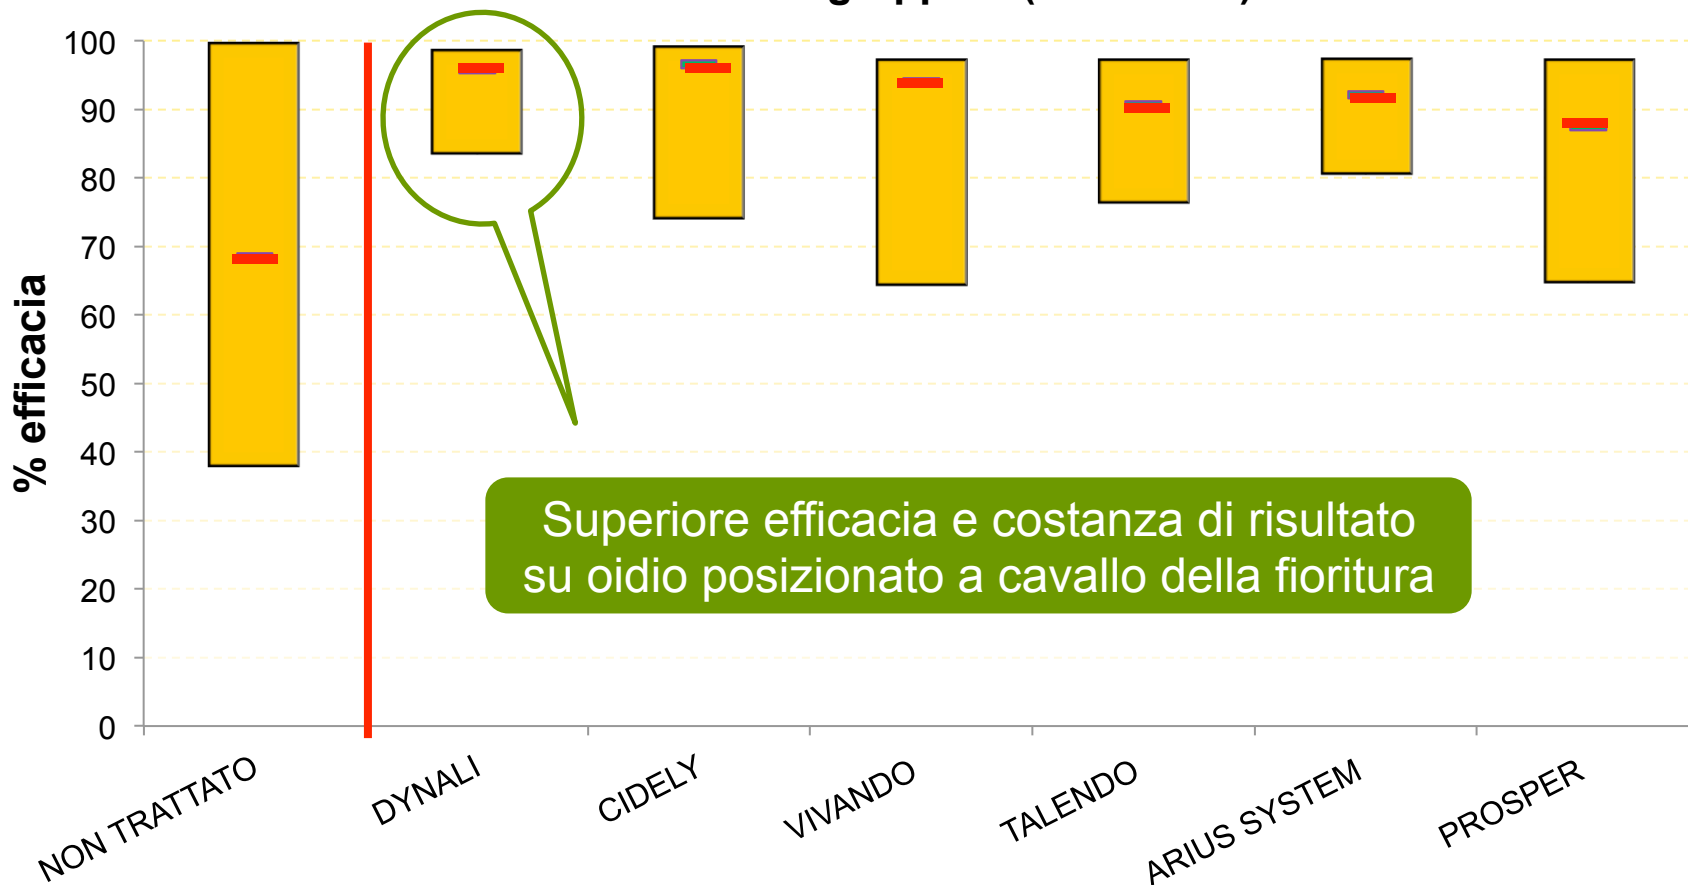 % efficacia
100
90
80
70
60
50
40
30
20
10
0
Superiore efficacia e costanza di risultato
su oidio posizionato a cavallo della fioritura
NON TRATTATO
DYNALI
CIDELY
VIVANDO
TALENDO
ARIUS SYSTEM
PROSPER